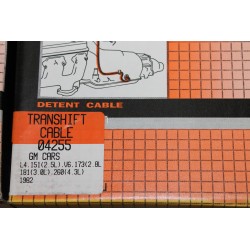 DETENT CABLE
TRANSHIFT
CABLE
04255
GM CARS
L4.151(2.5L).V6.173(2.8L
181(3.0L).260(4.3L)
1982